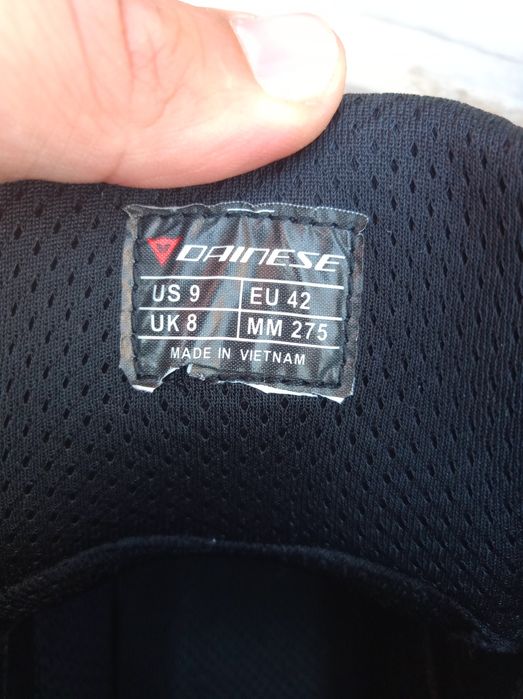 DAINESE
US 9 EU 42
UK 8 MM 275
MADE IN VIETNAM